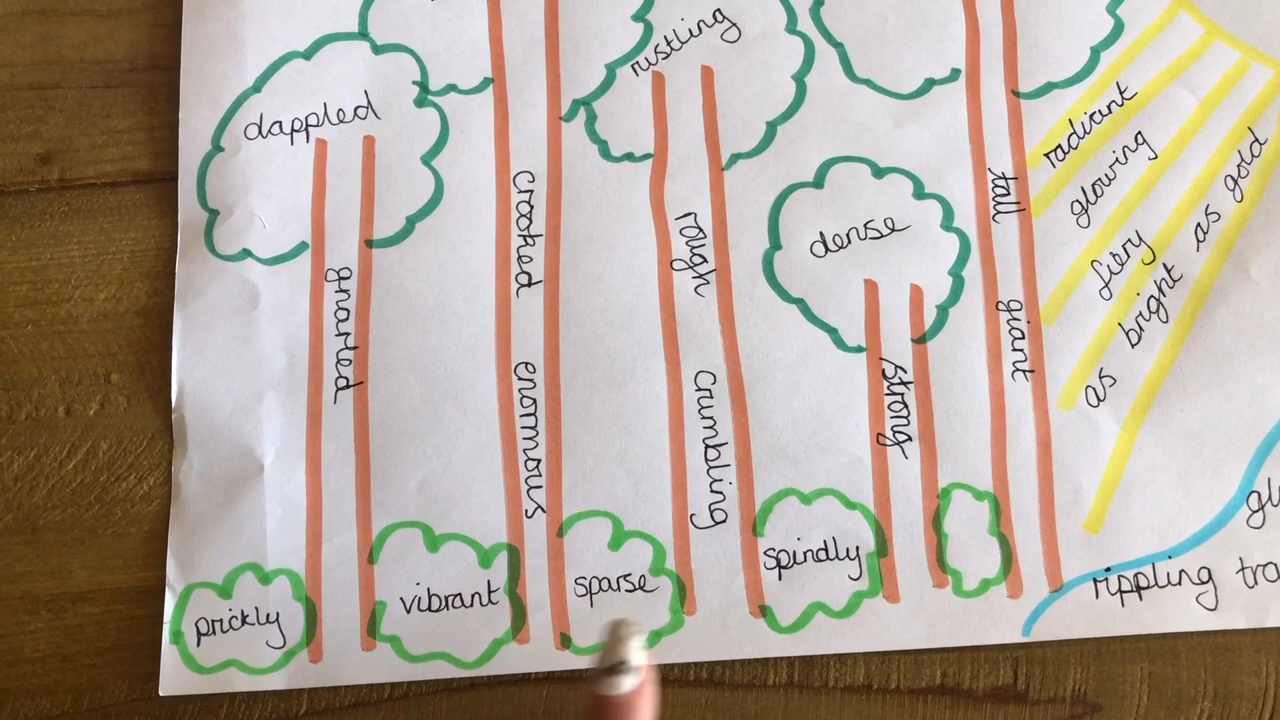 dappled
rustling
gnarled
crooked enormous
rough crumbling
dense
strong
tall giant
radiant
glowing
fiery
as bright as gold
prickly
vibrant
sparse
spindly
rippling